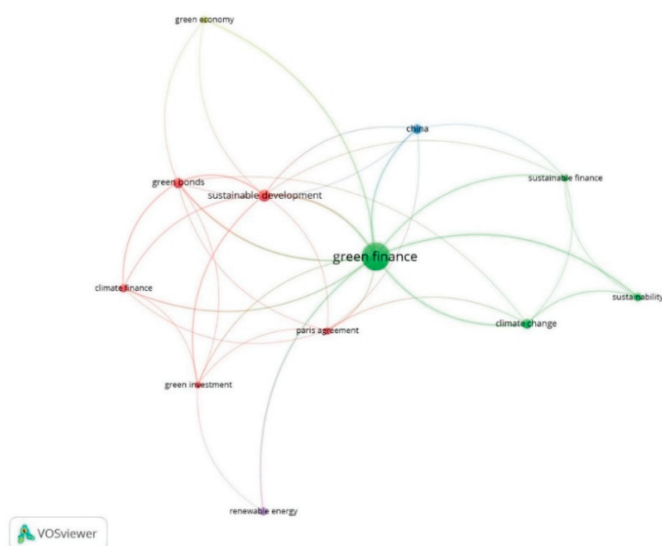 green economy
china
sustainable finance
green bonds
sustainable development
green finance
climate finance
sustainability
paris agreement
climate change
green investment
renewable energy
VOSviewer